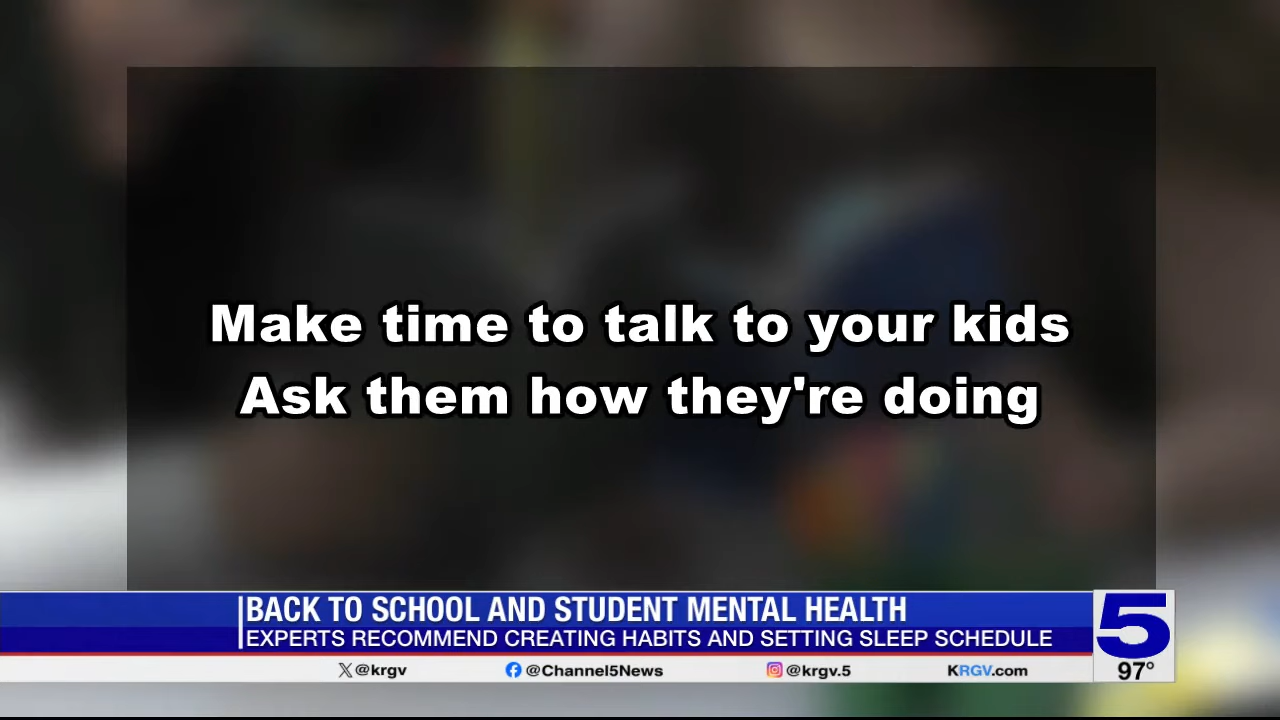 Make time to talk to your kids
Ask them how they're doing
BACK TO SCHOOL AND STUDENT MENTAL HEALTH
EXPERTS RECOMMEND CREATING HABITS AND SETTING SLEEP SCHEDULE
5
@krgv @Channel5News @krgv.5 KRGV.com 97°